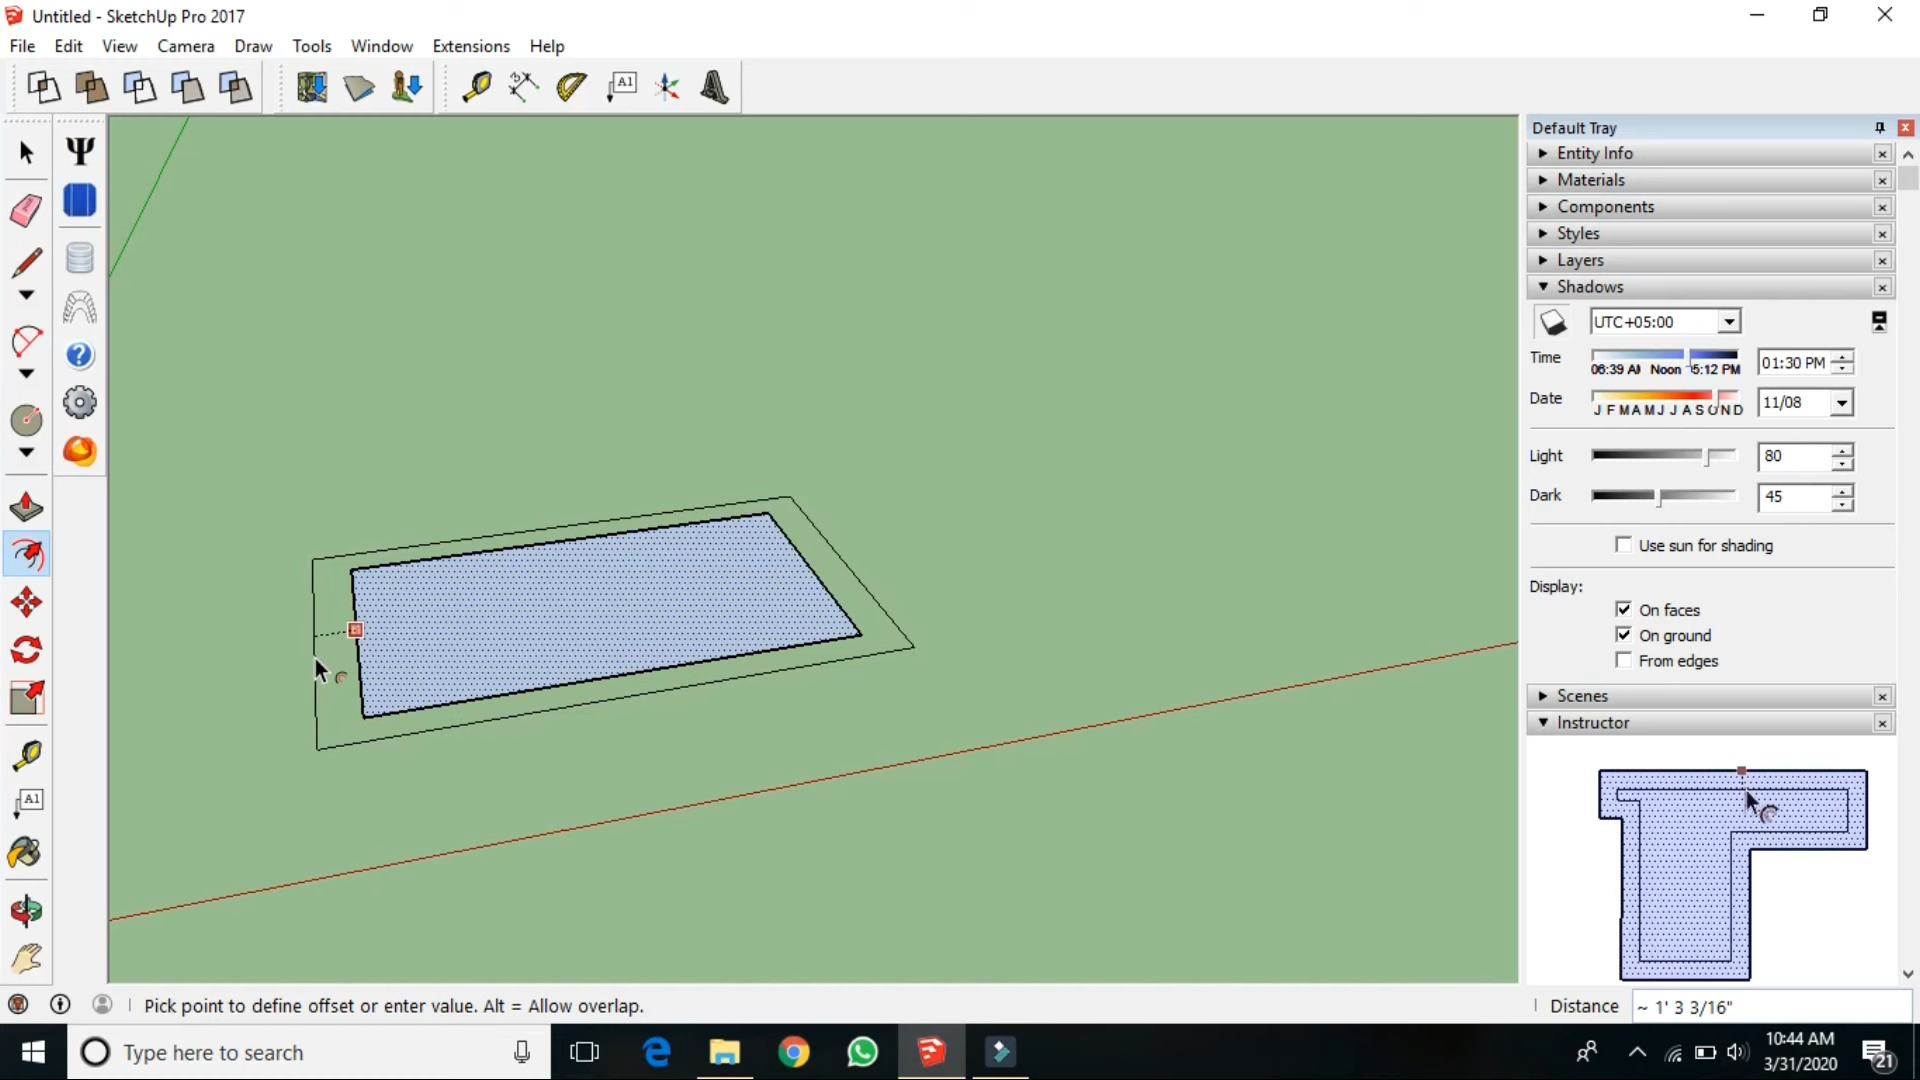 Untitled - SketchUp Pro 2017
File Edit View Camera Draw Tools Window Extensions Help
A1
Default Tray
Entity Info
Materials
Components
Styles
Layers
Shadows
UTC+05:00
Time
06:39 AM Noon 5:12 PM
01:30 PM
Date
J F M A M J J A S O N D
11/08
Light
80
Dark
45
Use sun for shading
Display:
On faces
On ground
From edges
Scenes
Instructor
A1
Pick point to define offset or enter value. Alt = Allow overlap.
Distance ~ 1' 3 3/16"
Type here to search
10:44 AM
3/31/2020
21